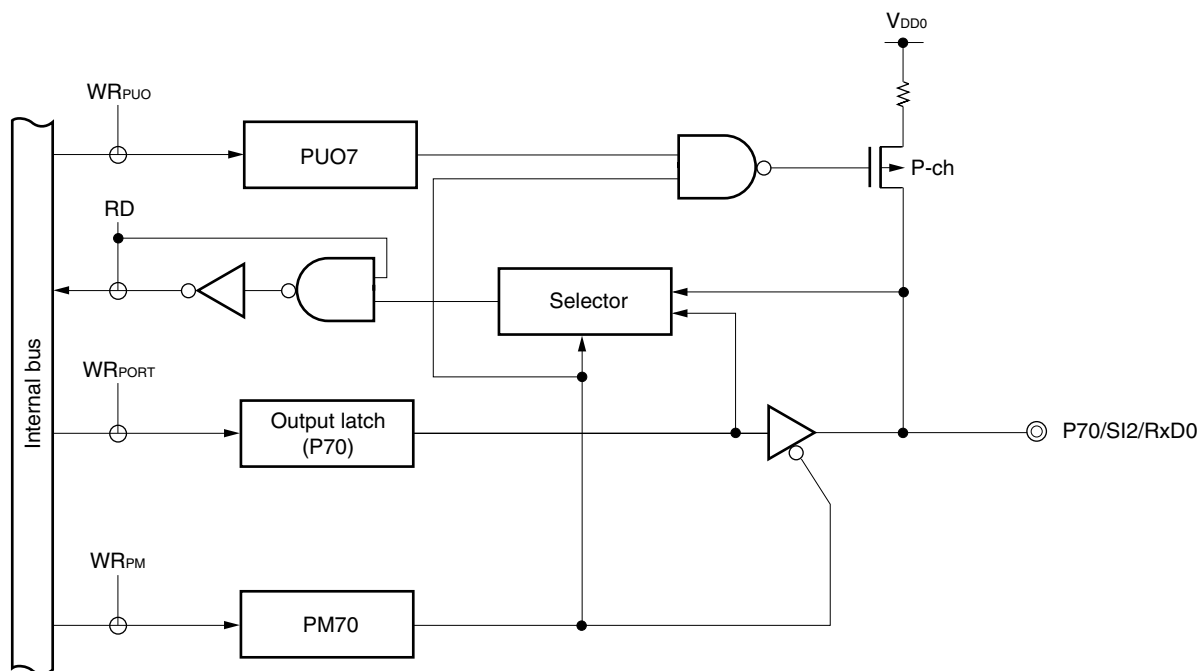 VDD0
WRPUO
PUO7
P-ch
RD
Selector
Internal bus
WRPORT
Output latch
(P70)
P70/SI2/RxD0
WRPM
PM70